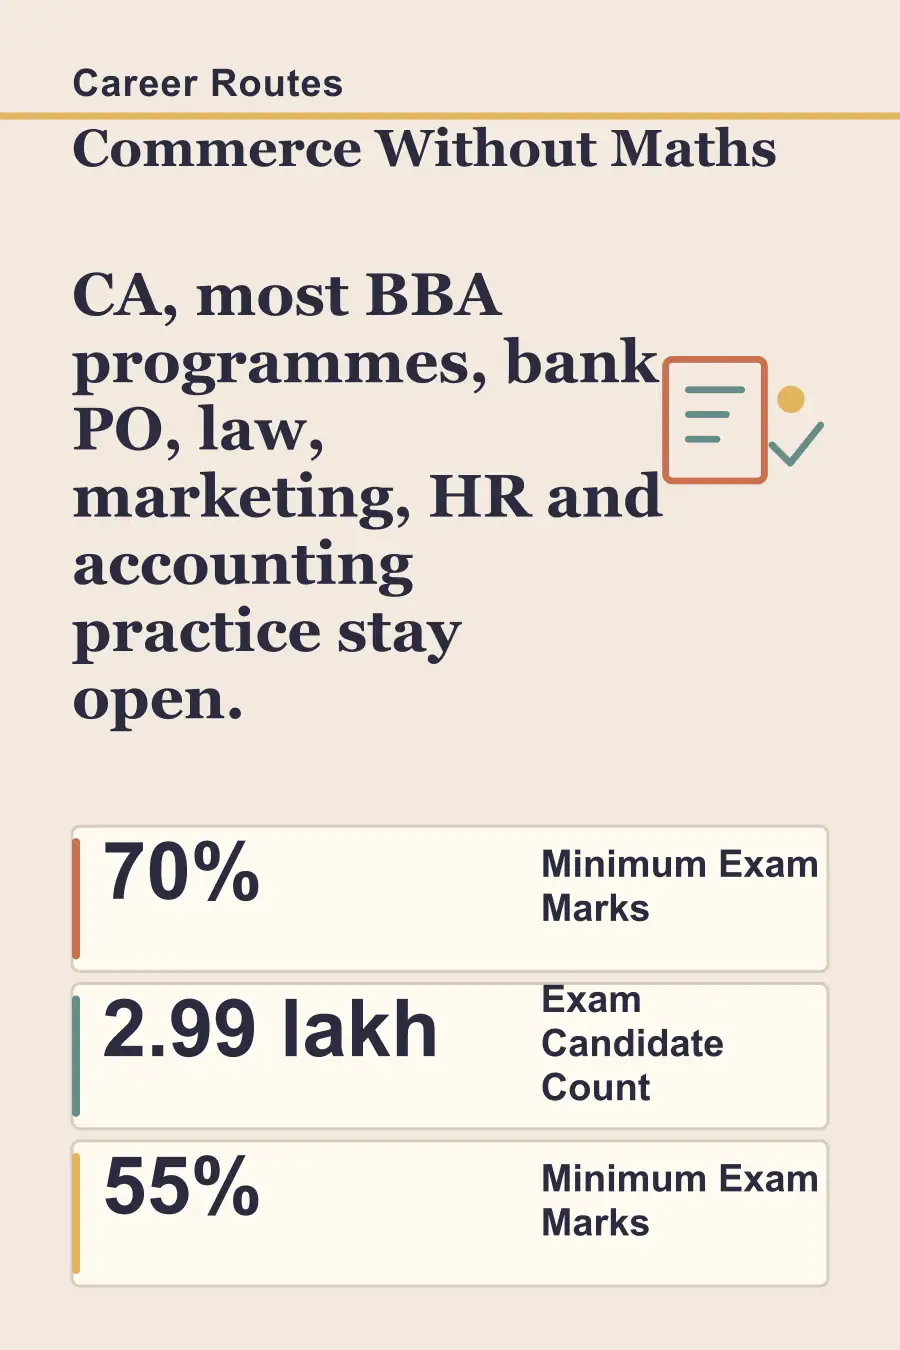 Career Routes
Commerce Without Maths
CA, most BBA
programmes, bank
PO, law,
marketing, HR and
accounting
practice stay
open.
70%
Minimum Exam
Marks
2.99 lakh
Exam
Candidate
Count
55%
Minimum Exam
Marks